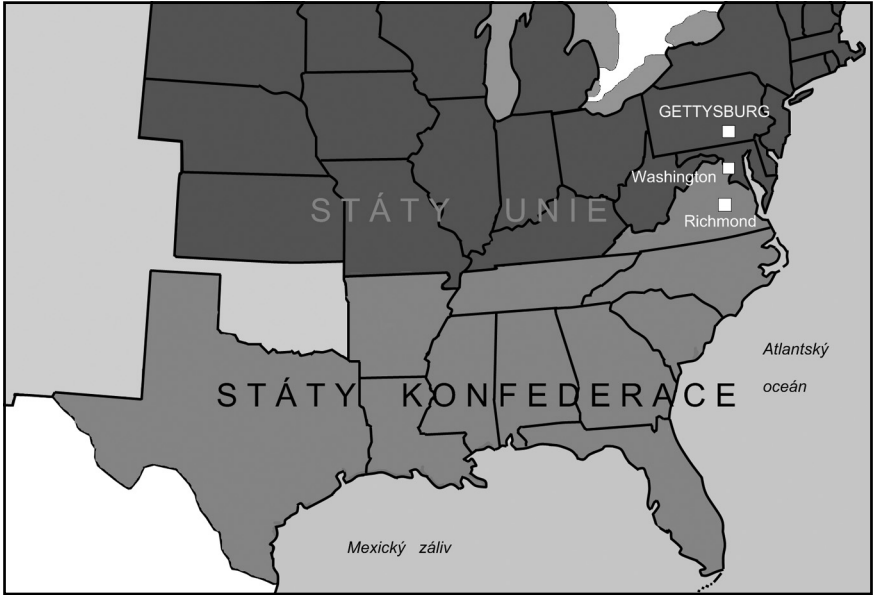 GETTYSBURG
Washington
STÁTY UNIE
Richmond
Atlantský
oceán
STÁTY KONFEDERACE
Mexický záliv